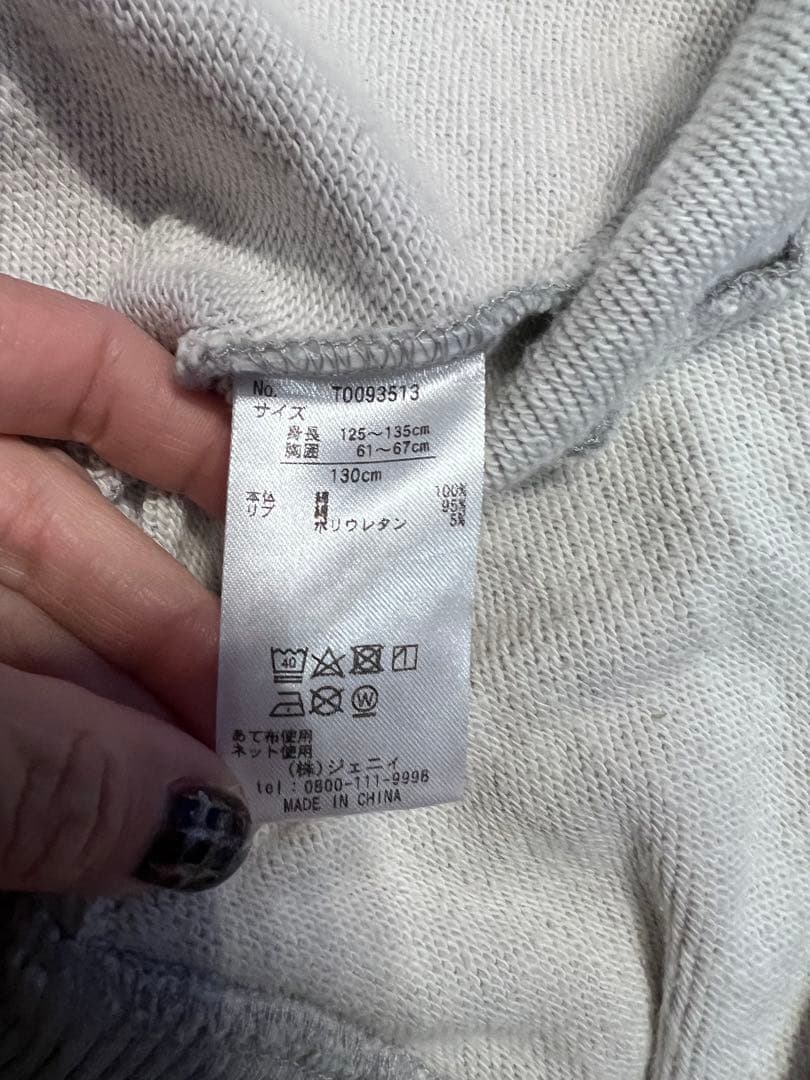 No. T0093513
サイズ
身長 125～135cm
胸囲 61～67cm
130cm
本体 綿 100%
リブ 綿 95%
ポリウレタン 5%
40
W
あて布使用
ネット使用
(株)ジェニィ
tel:0800-111-9998
MADE IN CHINA